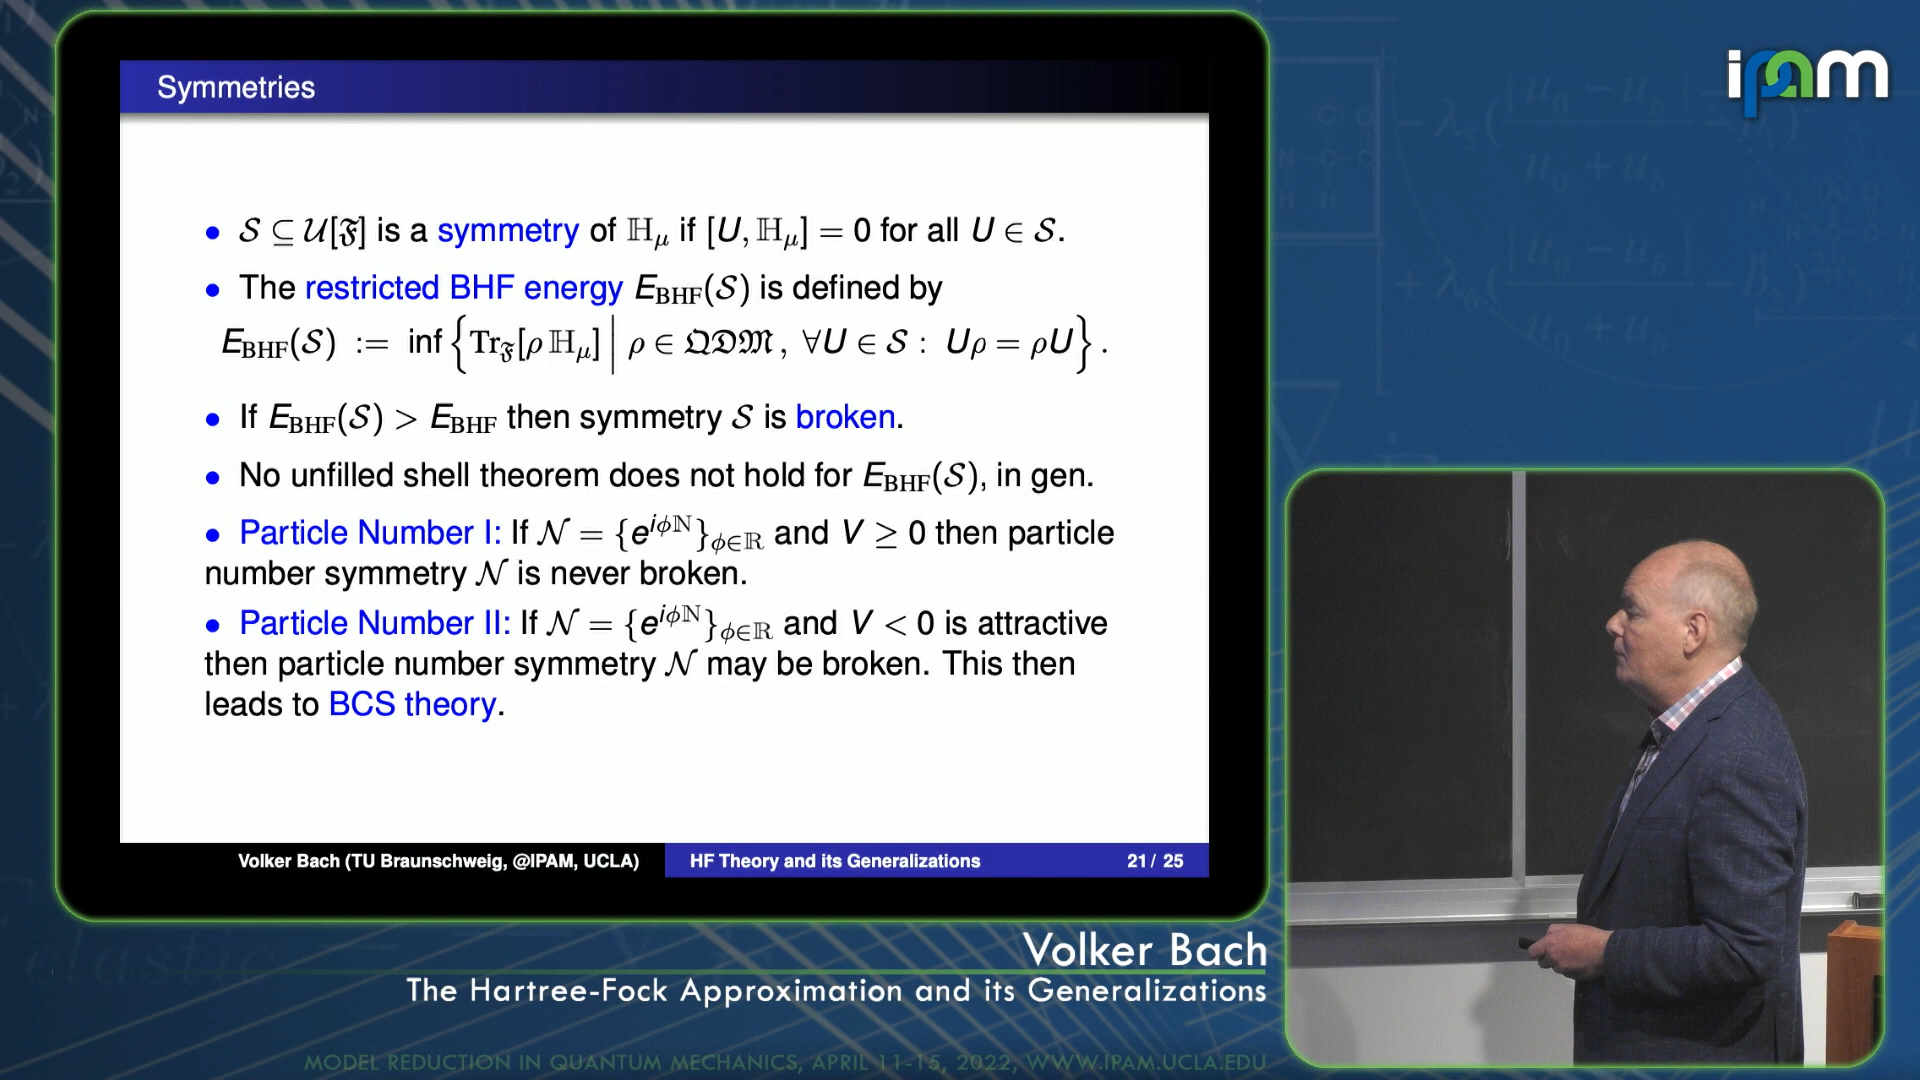 ipam
Symmetries
• 𝒮 ⊆ 𝒰[𝔉] is a symmetry of ℍ_μ if [U, ℍ_μ] = 0 for all U ∈ 𝒮.
• The restricted BHF energy E_BHF(𝒮) is defined by
E_BHF(𝒮) := inf { Tr_𝔉[ρ ℍ_μ] | ρ ∈ 𝔔𝔇𝔐, ∀U ∈ 𝒮 : Uρ = ρU } .
• If E_BHF(𝒮) > E_BHF then symmetry 𝒮 is broken.
• No unfilled shell theorem does not hold for E_BHF(𝒮), in gen.
• Particle Number I: If 𝒩 = {e^{iϕℕ}}_{ϕ∈ℝ} and V ≥ 0 then particle
number symmetry 𝒩 is never broken.
• Particle Number II: If 𝒩 = {e^{iϕℕ}}_{ϕ∈ℝ} and V < 0 is attractive
then particle number symmetry 𝒩 may be broken. This then
leads to BCS theory.
Volker Bach (TU Braunschweig, @IPAM, UCLA) HF Theory and its Generalizations 21 / 25
Volker Bach
The Hartree-Fock Approximation and its Generalizations
MODEL REDUCTION IN QUANTUM MECHANICS, APRIL 11-15, 2022, WWW.IPAM.UCLA.EDU
elastic